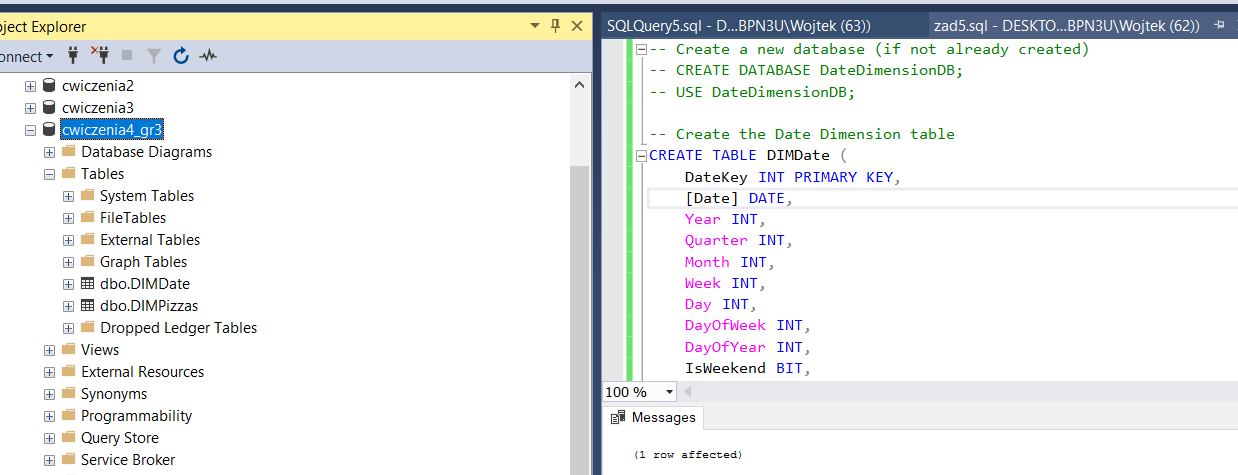 oject Explorer
onnect
cwiczenia2
cwiczenia3
cwiczenia4_gr3
Database Diagrams
Tables
System Tables
FileTables
External Tables
Graph Tables
dbo.DIMDate
dbo.DIMPizzas
Dropped Ledger Tables
Views
External Resources
Synonyms
Programmability
Query Store
Service Broker
SQLQuery5.sql - D...BPN3U\Wojtek (63))
zad5.sql - DESKTO...BPN3U\Wojtek (62))
-- Create a new database (if not already created)
-- CREATE DATABASE DateDimensionDB;
-- USE DateDimensionDB;
-- Create the Date Dimension table
CREATE TABLE DIMDate (
DateKey INT PRIMARY KEY,
[Date] DATE,
Year INT,
Quarter INT,
Month INT,
Week INT,
Day INT,
DayOfWeek INT,
DayOfYear INT,
IsWeekend BIT,
100 %
Messages
(1 row affected)